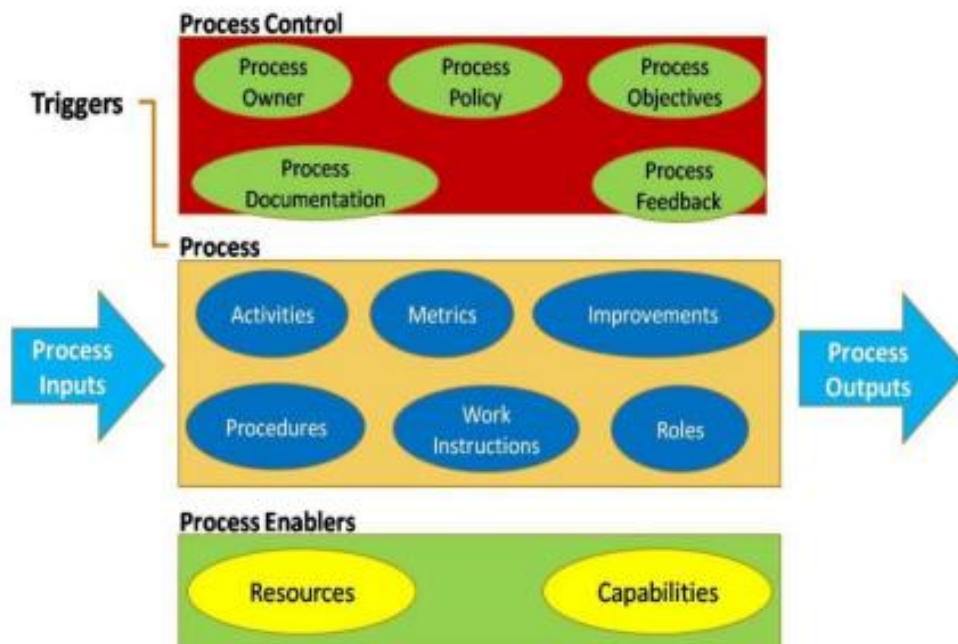 Process Control
Process
Owner
Process
Policy
Process
Objectives
Triggers
Process
Documentation
Process
Feedback
Process
Activities
Metrics
Improvements
Process
Inputs
Process
Outputs
Procedures
Work
Instructions
Roles
Process Enablers
Resources
Capabilities